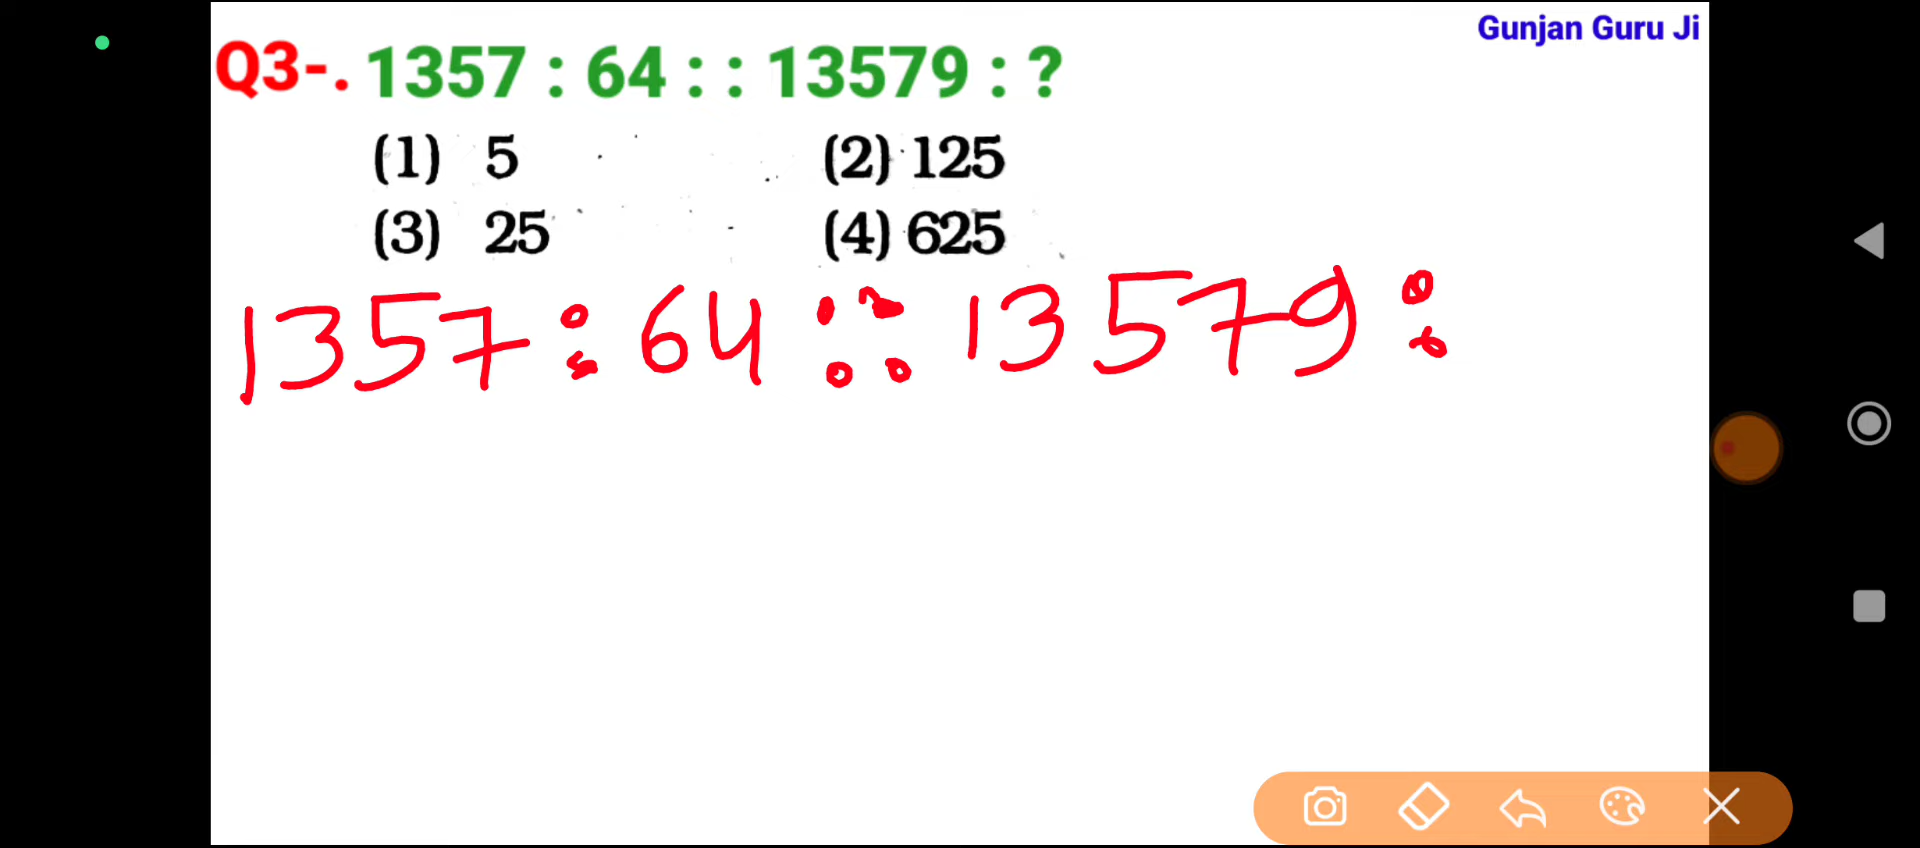 Gunjan Guru Ji
Q3-. 1357 : 64 : : 13579 : ?
(1) 5 (2) 125
(3) 25 (4) 625
1357 : 64 :: 13579 :